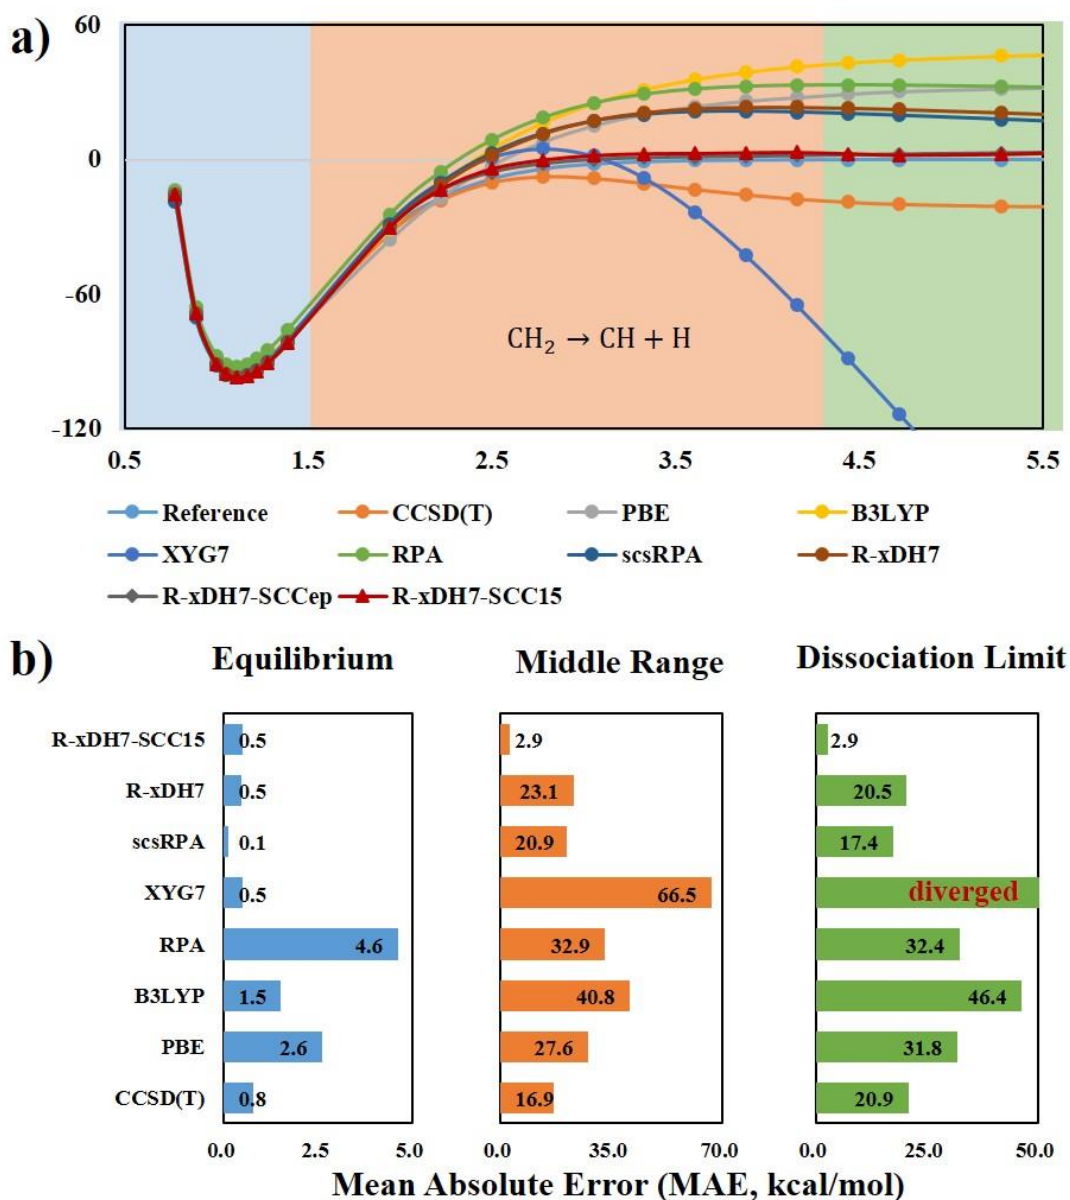 a)
60
0
-60
-120
CH₂ → CH + H
0.5 1.5 2.5 3.5 4.5 5.5
Reference CCSD(T) PBE B3LYP
XYG7 RPA scsRPA R-xDH7
R-xDH7-SCCep R-xDH7-SCC15
b) Equilibrium Middle Range Dissociation Limit
R-xDH7-SCC15 0.5 2.9 2.9
R-xDH7 0.5 23.1 20.5
scsRPA 0.1 20.9 17.4
XYG7 0.5 66.5 diverged
RPA 4.6 32.9 32.4
B3LYP 1.5 40.8 46.4
PBE 2.6 27.6 31.8
CCSD(T) 0.8 16.9 20.9
0.0 2.5 5.0 0.0 35.0 70.0 0.0 25.0 50.0
Mean Absolute Error (MAE, kcal/mol)